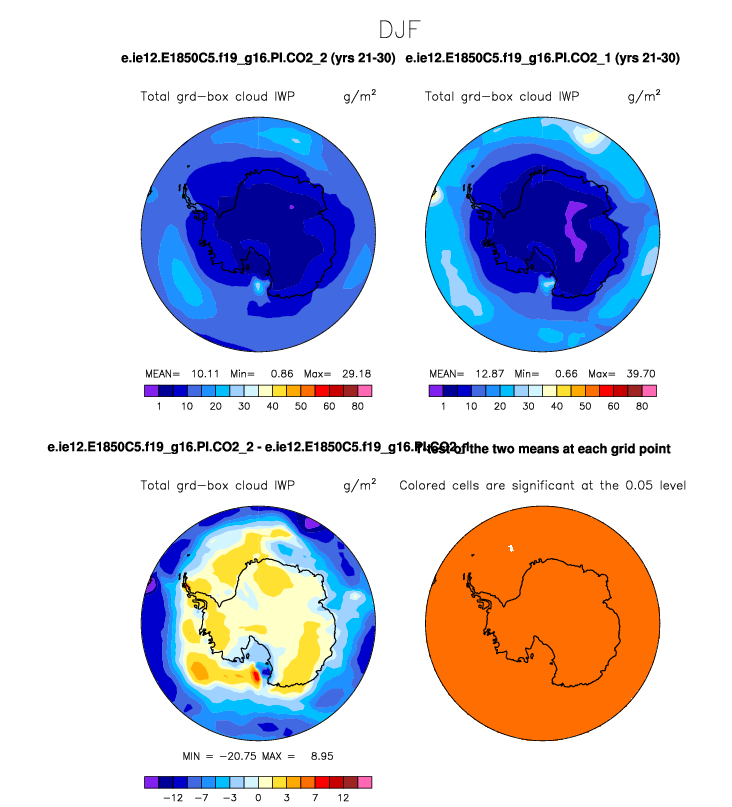 DJF
e.ie12.E1850C5.f19_g16.PI.CO2_2 (yrs 21-30) e.ie12.E1850C5.f19_g16.PI.CO2_1 (yrs 21-30)
Total grd-box cloud IWP g/m² Total grd-box cloud IWP g/m²
MEAN= 10.11 Min= 0.86 Max= 29.18 MEAN= 12.87 Min= 0.66 Max= 39.70
1 10 20 30 40 50 60 80 1 10 20 30 40 50 60 80
e.ie12.E1850C5.f19_g16.PI.CO2_2 - e.ie12.E1850C5.f19_g16.PI.CO2_1 T-test of the two means at each grid point
Total grd-box cloud IWP g/m² Colored cells are significant at the 0.05 level
MIN = -20.75 MAX = 8.95
-12 -7 -3 0 3 7 12